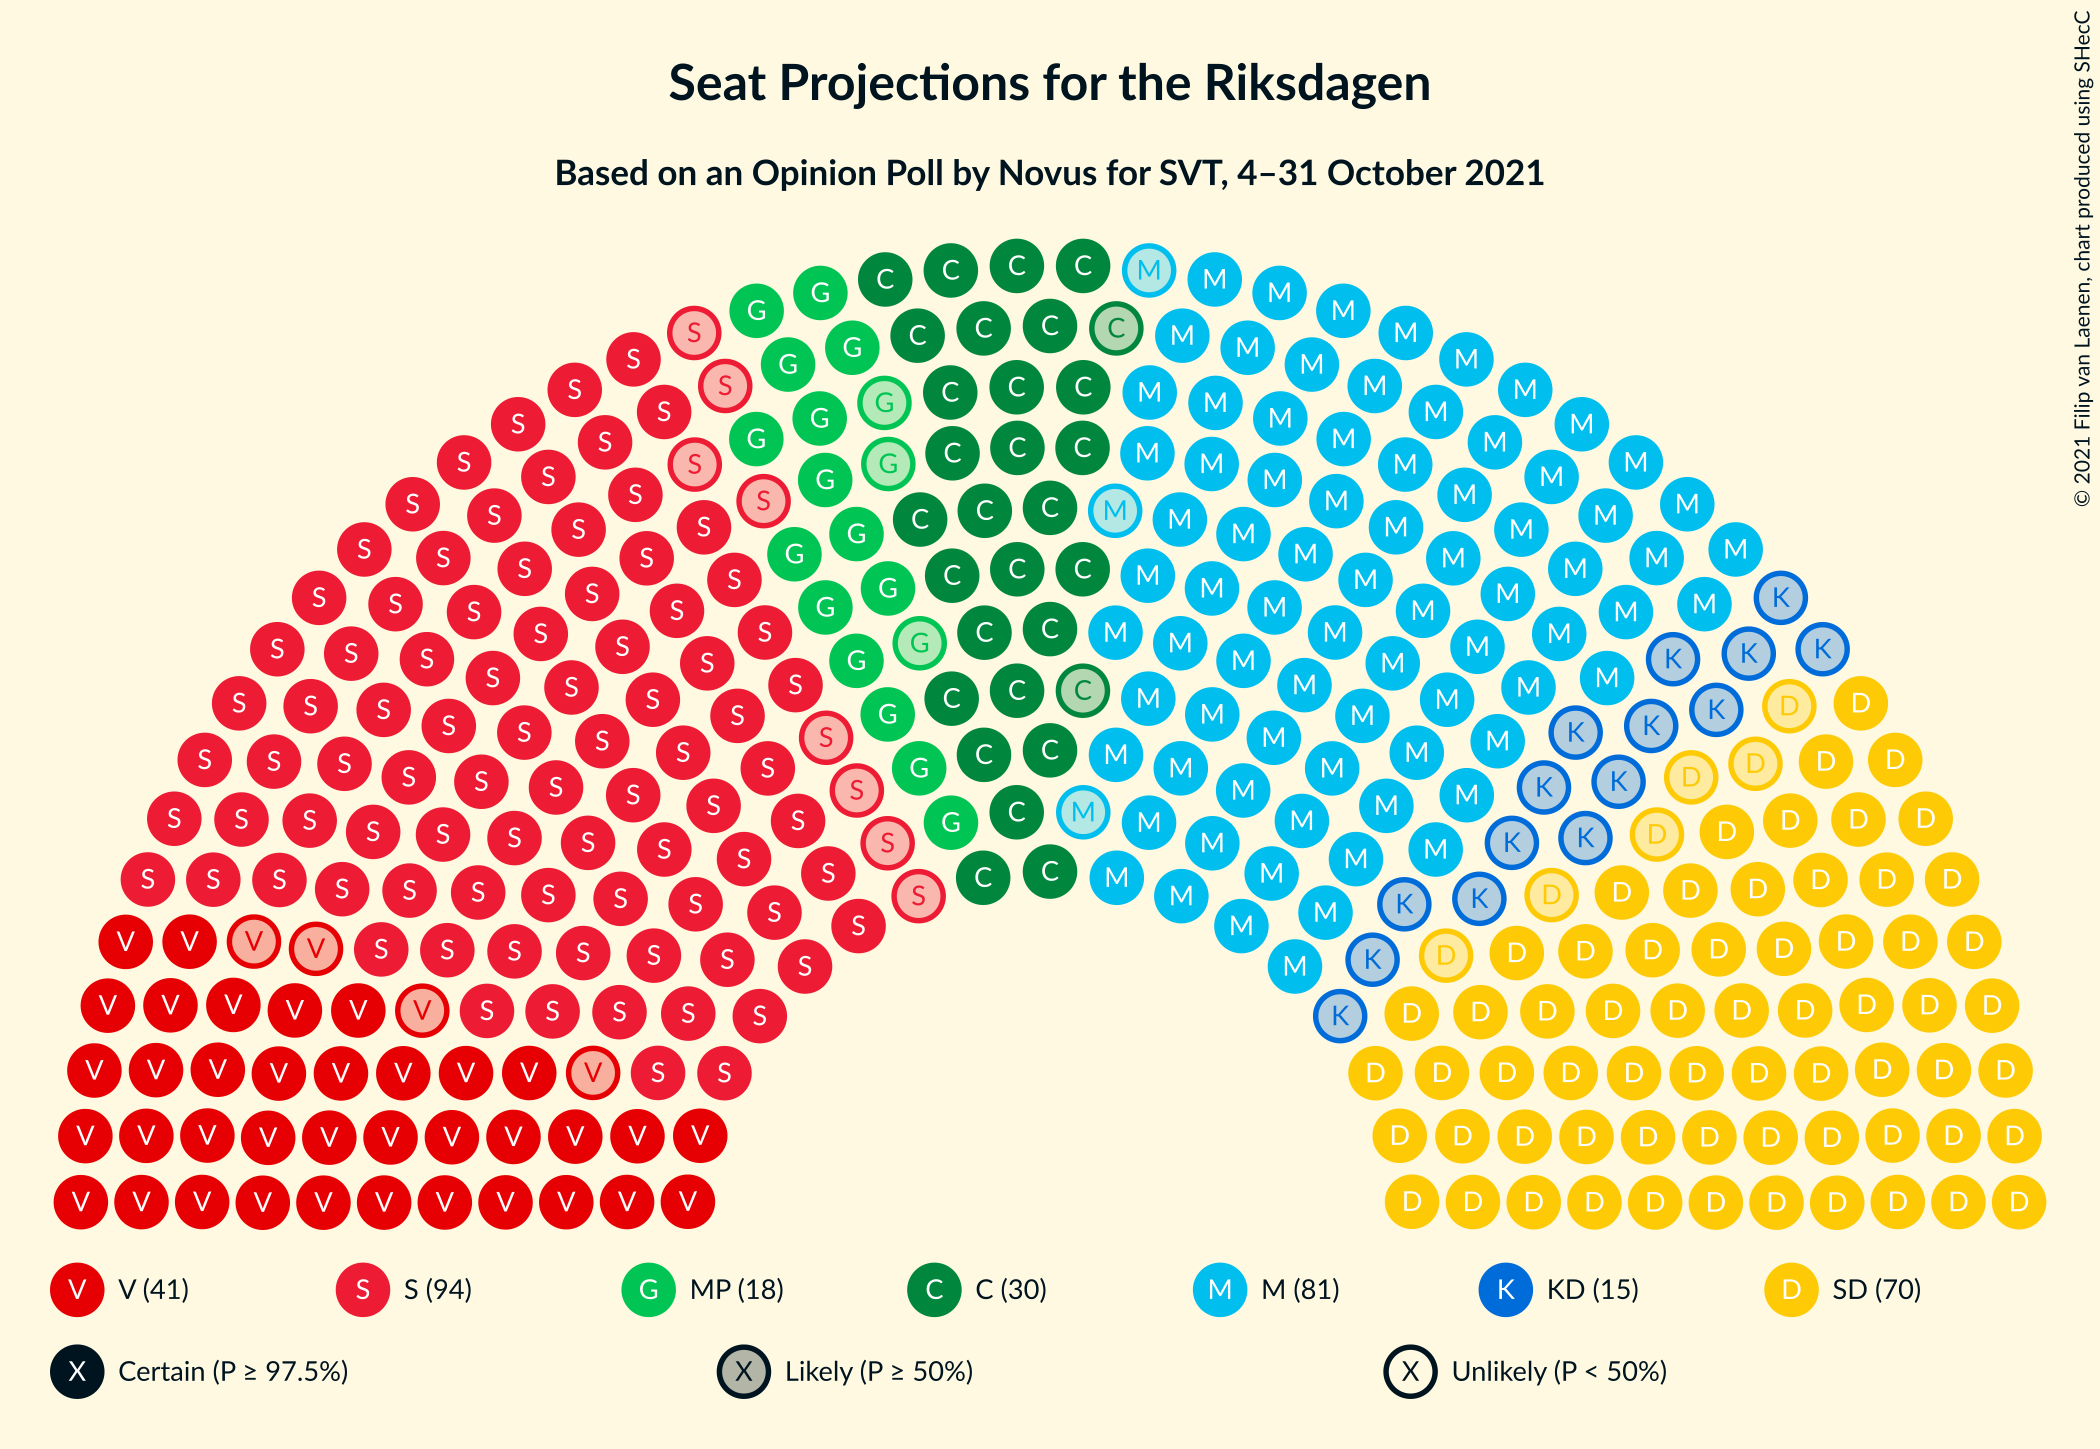 Seat Projections for the Riksdagen
Based on an Opinion Poll by Novus for SVT, 4–31 October 2021
© 2021 Filip van Laenen, chart produced using SHecC
V V (41) S S (94) G MP (18) C C (30) M M (81) K KD (15) D SD (70)
X Certain (P ≥ 97.5%) X Likely (P ≥ 50%) X Unlikely (P < 50%)